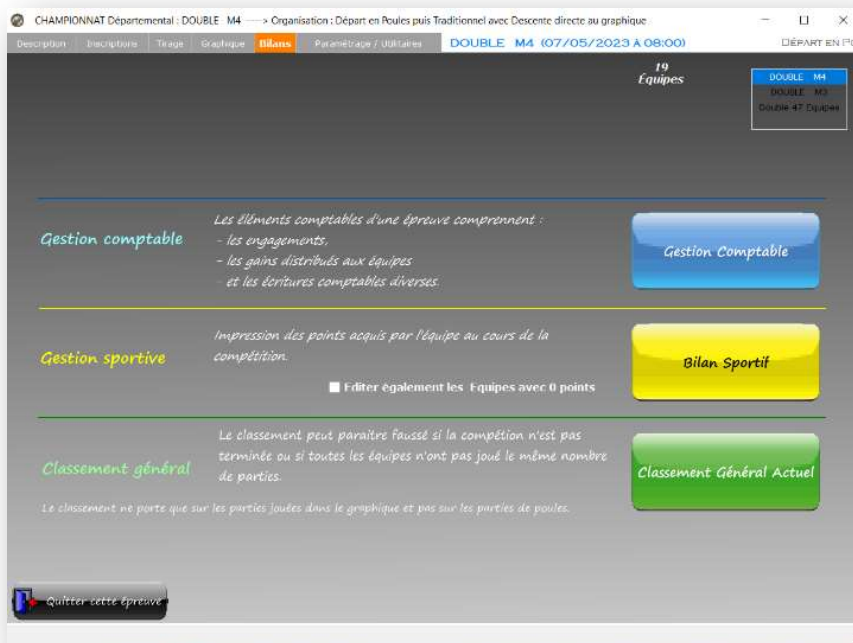 CHAMPIONNAT Départemental : DOUBLE M4 ----> Organisation : Départ en Poules puis Traditionnel avec Descente directe au graphique
Description Inscriptions Tirage Graphique Bilans Paramétrage / Utilitaires DOUBLE M4 (07/05/2023 À 08:00) DÉPART EN PO
19
Équipes
DOUBLE M4
DOUBLE M3
Double 47 Equipes
Gestion comptable
Les éléments comptables d'une épreuve comprennent :
- les engagements,
- les gains distribués aux équipes
- et les écritures comptables diverses.
Gestion Comptable
Gestion sportive
Impression des points acquis par l'équipe au cours de la
compétition.
Editer également les Equipes avec 0 points
Bilan Sportif
Classement général
Le classement peut paraitre faussé si la compétion n'est pas
terminée ou si toutes les équipes n'ont pas joué le même nombre
de parties.
Classement Général Actuel
Le classement ne porte que sur les parties jouées dans le graphique et pas sur les parties de poules.
Quitter cette épreuve